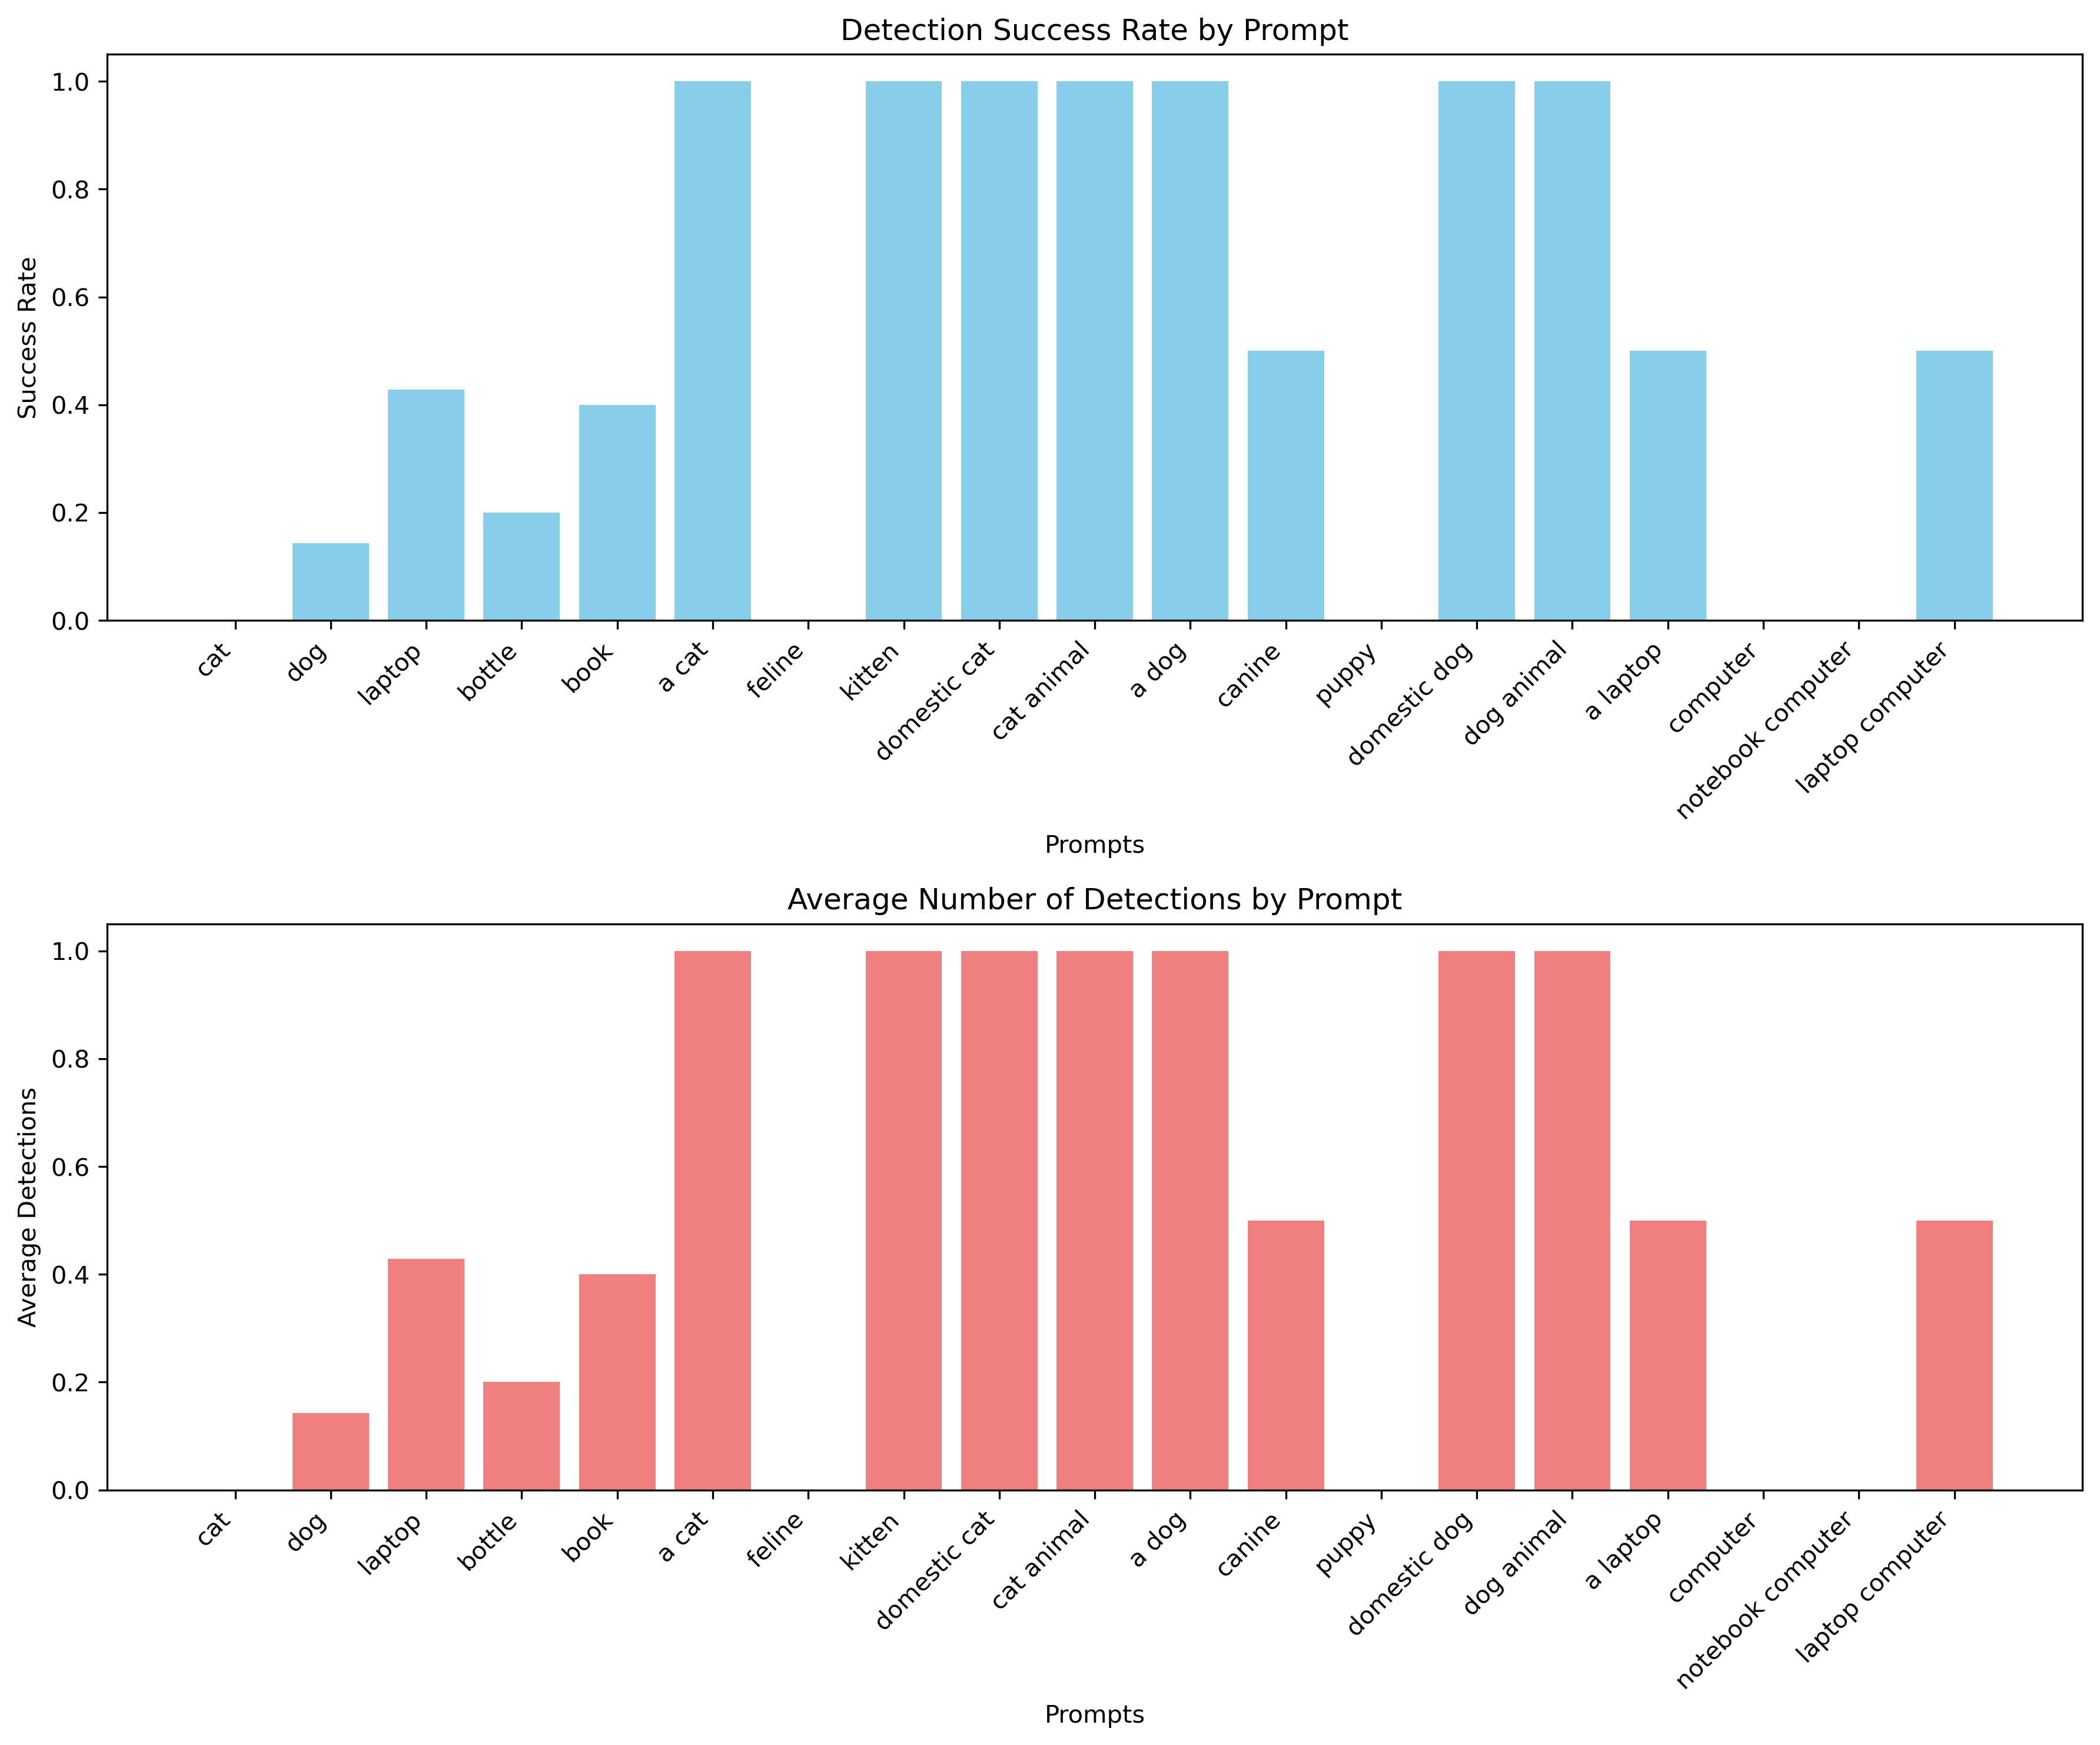 Detection Success Rate by Prompt
Success Rate
1.0
0.8
0.6
0.4
0.2
0.0
cat
dog
laptop
bottle
book
a cat
feline
kitten
domestic cat
cat animal
a dog
canine
puppy
domestic dog
dog animal
a laptop
computer
notebook computer
laptop computer
Prompts
Average Number of Detections by Prompt
Average Detections
1.0
0.8
0.6
0.4
0.2
0.0
cat
dog
laptop
bottle
book
a cat
feline
kitten
domestic cat
cat animal
a dog
canine
puppy
domestic dog
dog animal
a laptop
computer
notebook computer
laptop computer
Prompts